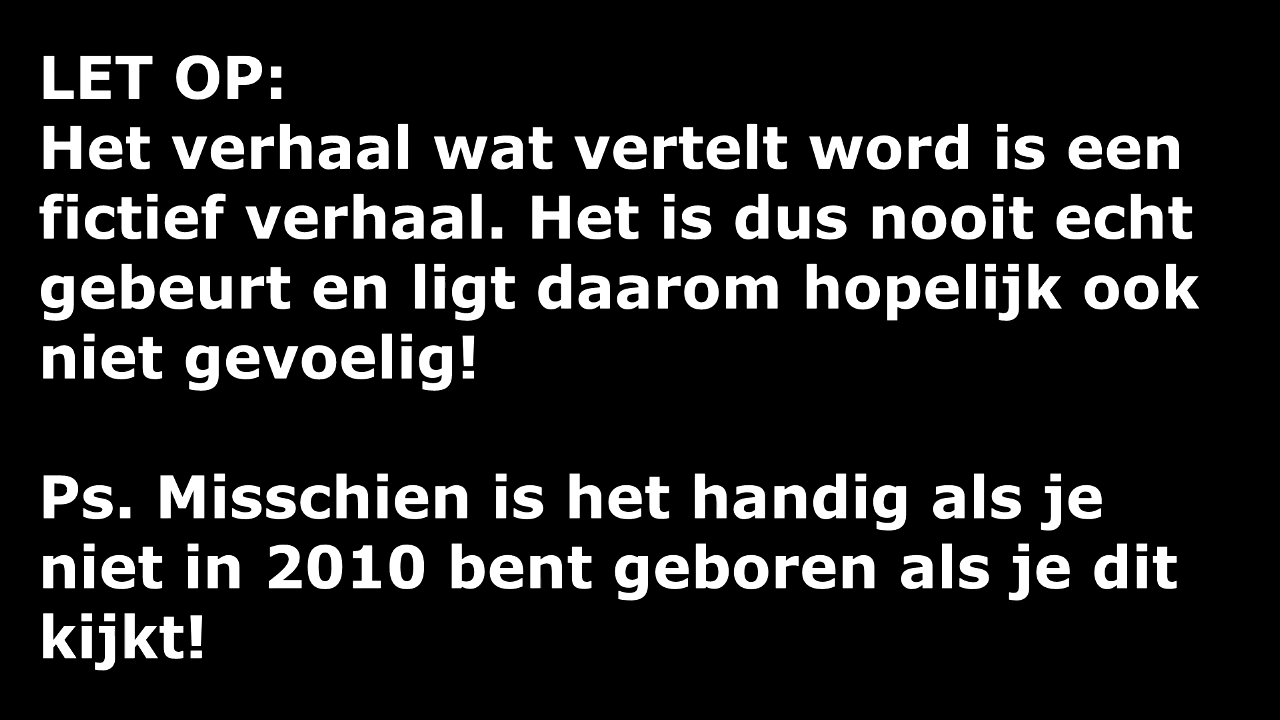 LET OP:
Het verhaal wat vertelt word is een
fictief verhaal. Het is dus nooit echt
gebeurt en ligt daarom hopelijk ook
niet gevoelig!
Ps. Misschien is het handig als je
niet in 2010 bent geboren als je dit
kijkt!